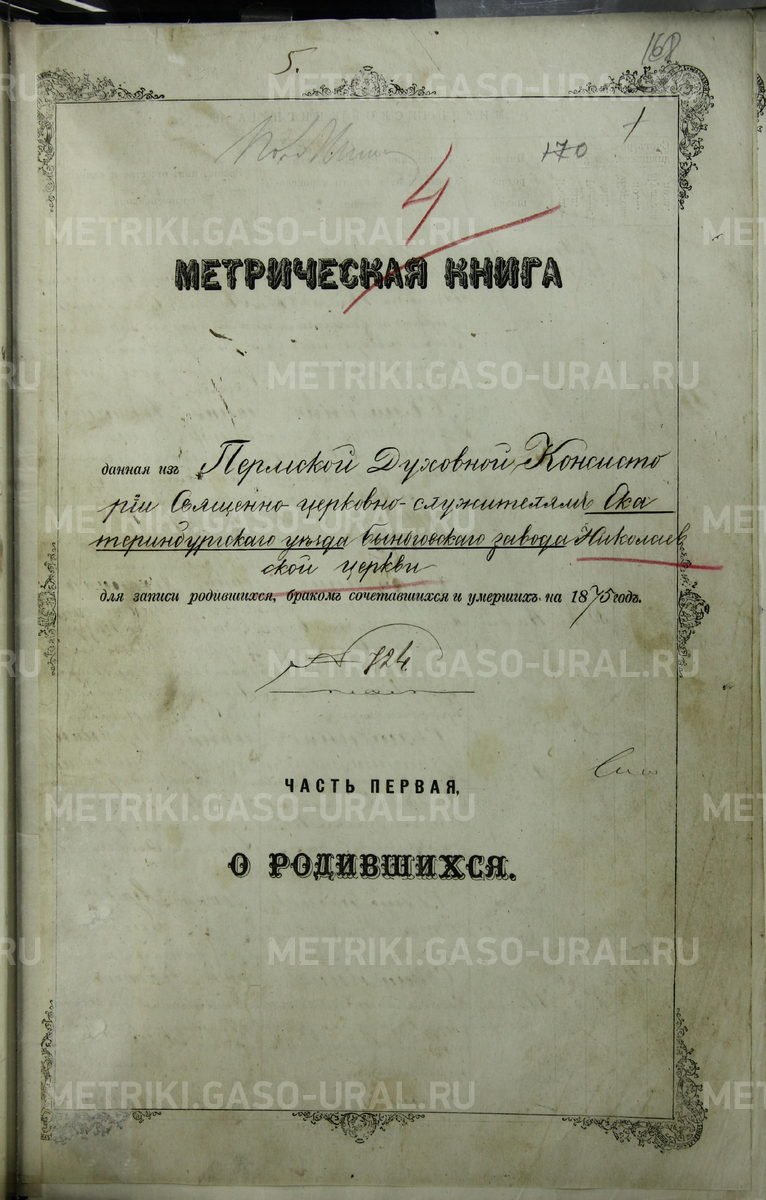 5.
168
170
4
МЕТРИЧЕСКАЯ КНИГА
данная изъ Пермской Духовной Консисто
ріи Священно-церковно-служителямъ Ека
теринбургскаго уѣзда Быньговскаго завода Николаев
ской церкви
для записи родившихся, бракомъ сочетавшихся и умершихъ на 1875 годъ.
№ 824
ЧАСТЬ ПЕРВАЯ,
О РОДИВШИХСЯ.
METRIKI.GASO-URAL.RU